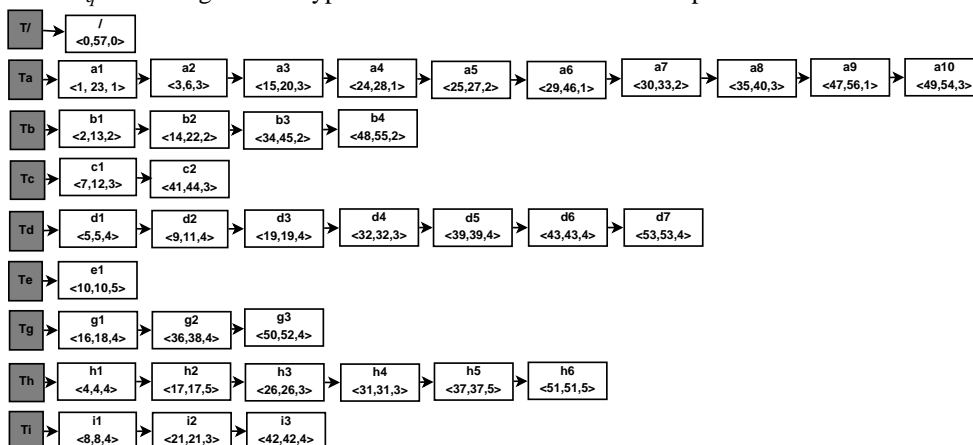 T/ /
<0,57,0>
Ta a1 a2 a3 a4 a5 a6 a7 a8 a9 a10
<1, 23, 1> <3,6,3> <15,20,3> <24,28,1> <25,27,2> <29,46,1> <30,33,2> <35,40,3> <47,56,1> <49,54,3>
Tb b1 b2 b3 b4
<2,13,2> <14,22,2> <34,45,2> <48,55,2>
Tc c1 c2
<7,12,3> <41,44,3>
Td d1 d2 d3 d4 d5 d6 d7
<5,5,4> <9,11,4> <19,19,4> <32,32,3> <39,39,4> <43,43,4> <53,53,4>
Te e1
<10,10,5>
Tg g1 g2 g3
<16,18,4> <36,38,4> <50,52,4>
Th h1 h2 h3 h4 h5 h6
<4,4,4> <17,17,5> <26,26,3> <31,31,3> <37,37,5> <51,51,5>
Ti i1 i2 i3
<8,8,4> <21,21,3> <42,42,4>